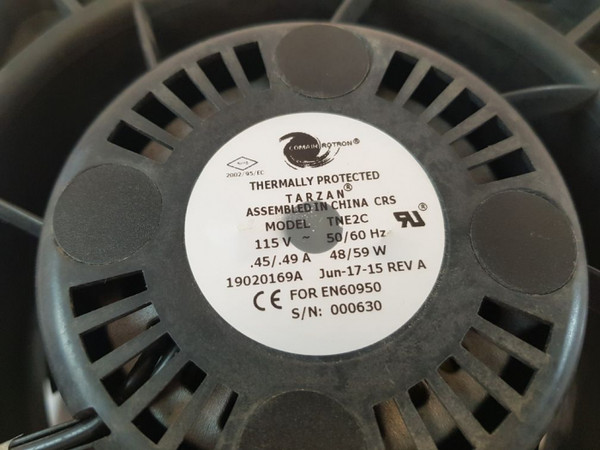 COMAIR ROTRON®
2002/95/EC
THERMALLY PROTECTED
TARZAN®
ASSEMBLED IN CHINA CRS
MODEL TNE2C
115 V ~ 50/60 Hz
.45/.49 A 48/59 W
19020169A Jun-17-15 REV A
CE FOR EN60950
S/N: 000630